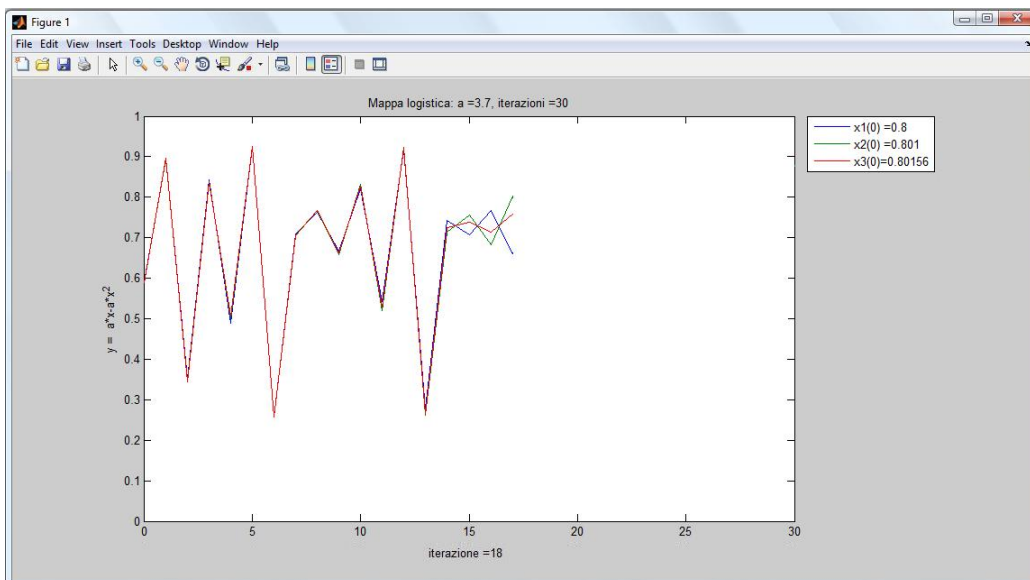 Figure 1
File Edit View Insert Tools Desktop Window Help
Mappa logistica: a =3.7, iterazioni =30
x1(0) =0.8
x2(0) =0.801
x3(0)=0.80156
y = a*x-a*x²
1
0.9
0.8
0.7
0.6
0.5
0.4
0.3
0.2
0.1
0
0 5 10 15 20 25 30
iterazione =18